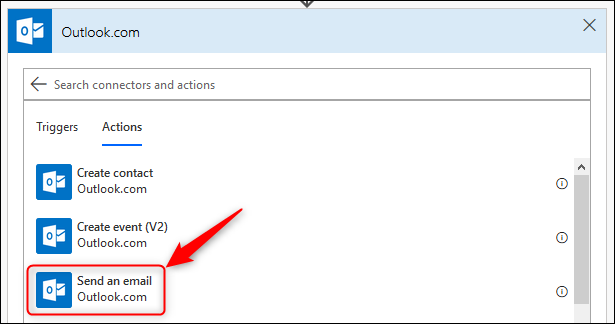 Outlook.com
Search connectors and actions
Triggers Actions
Create contact
Outlook.com
Create event (V2)
Outlook.com
Send an email
Outlook.com